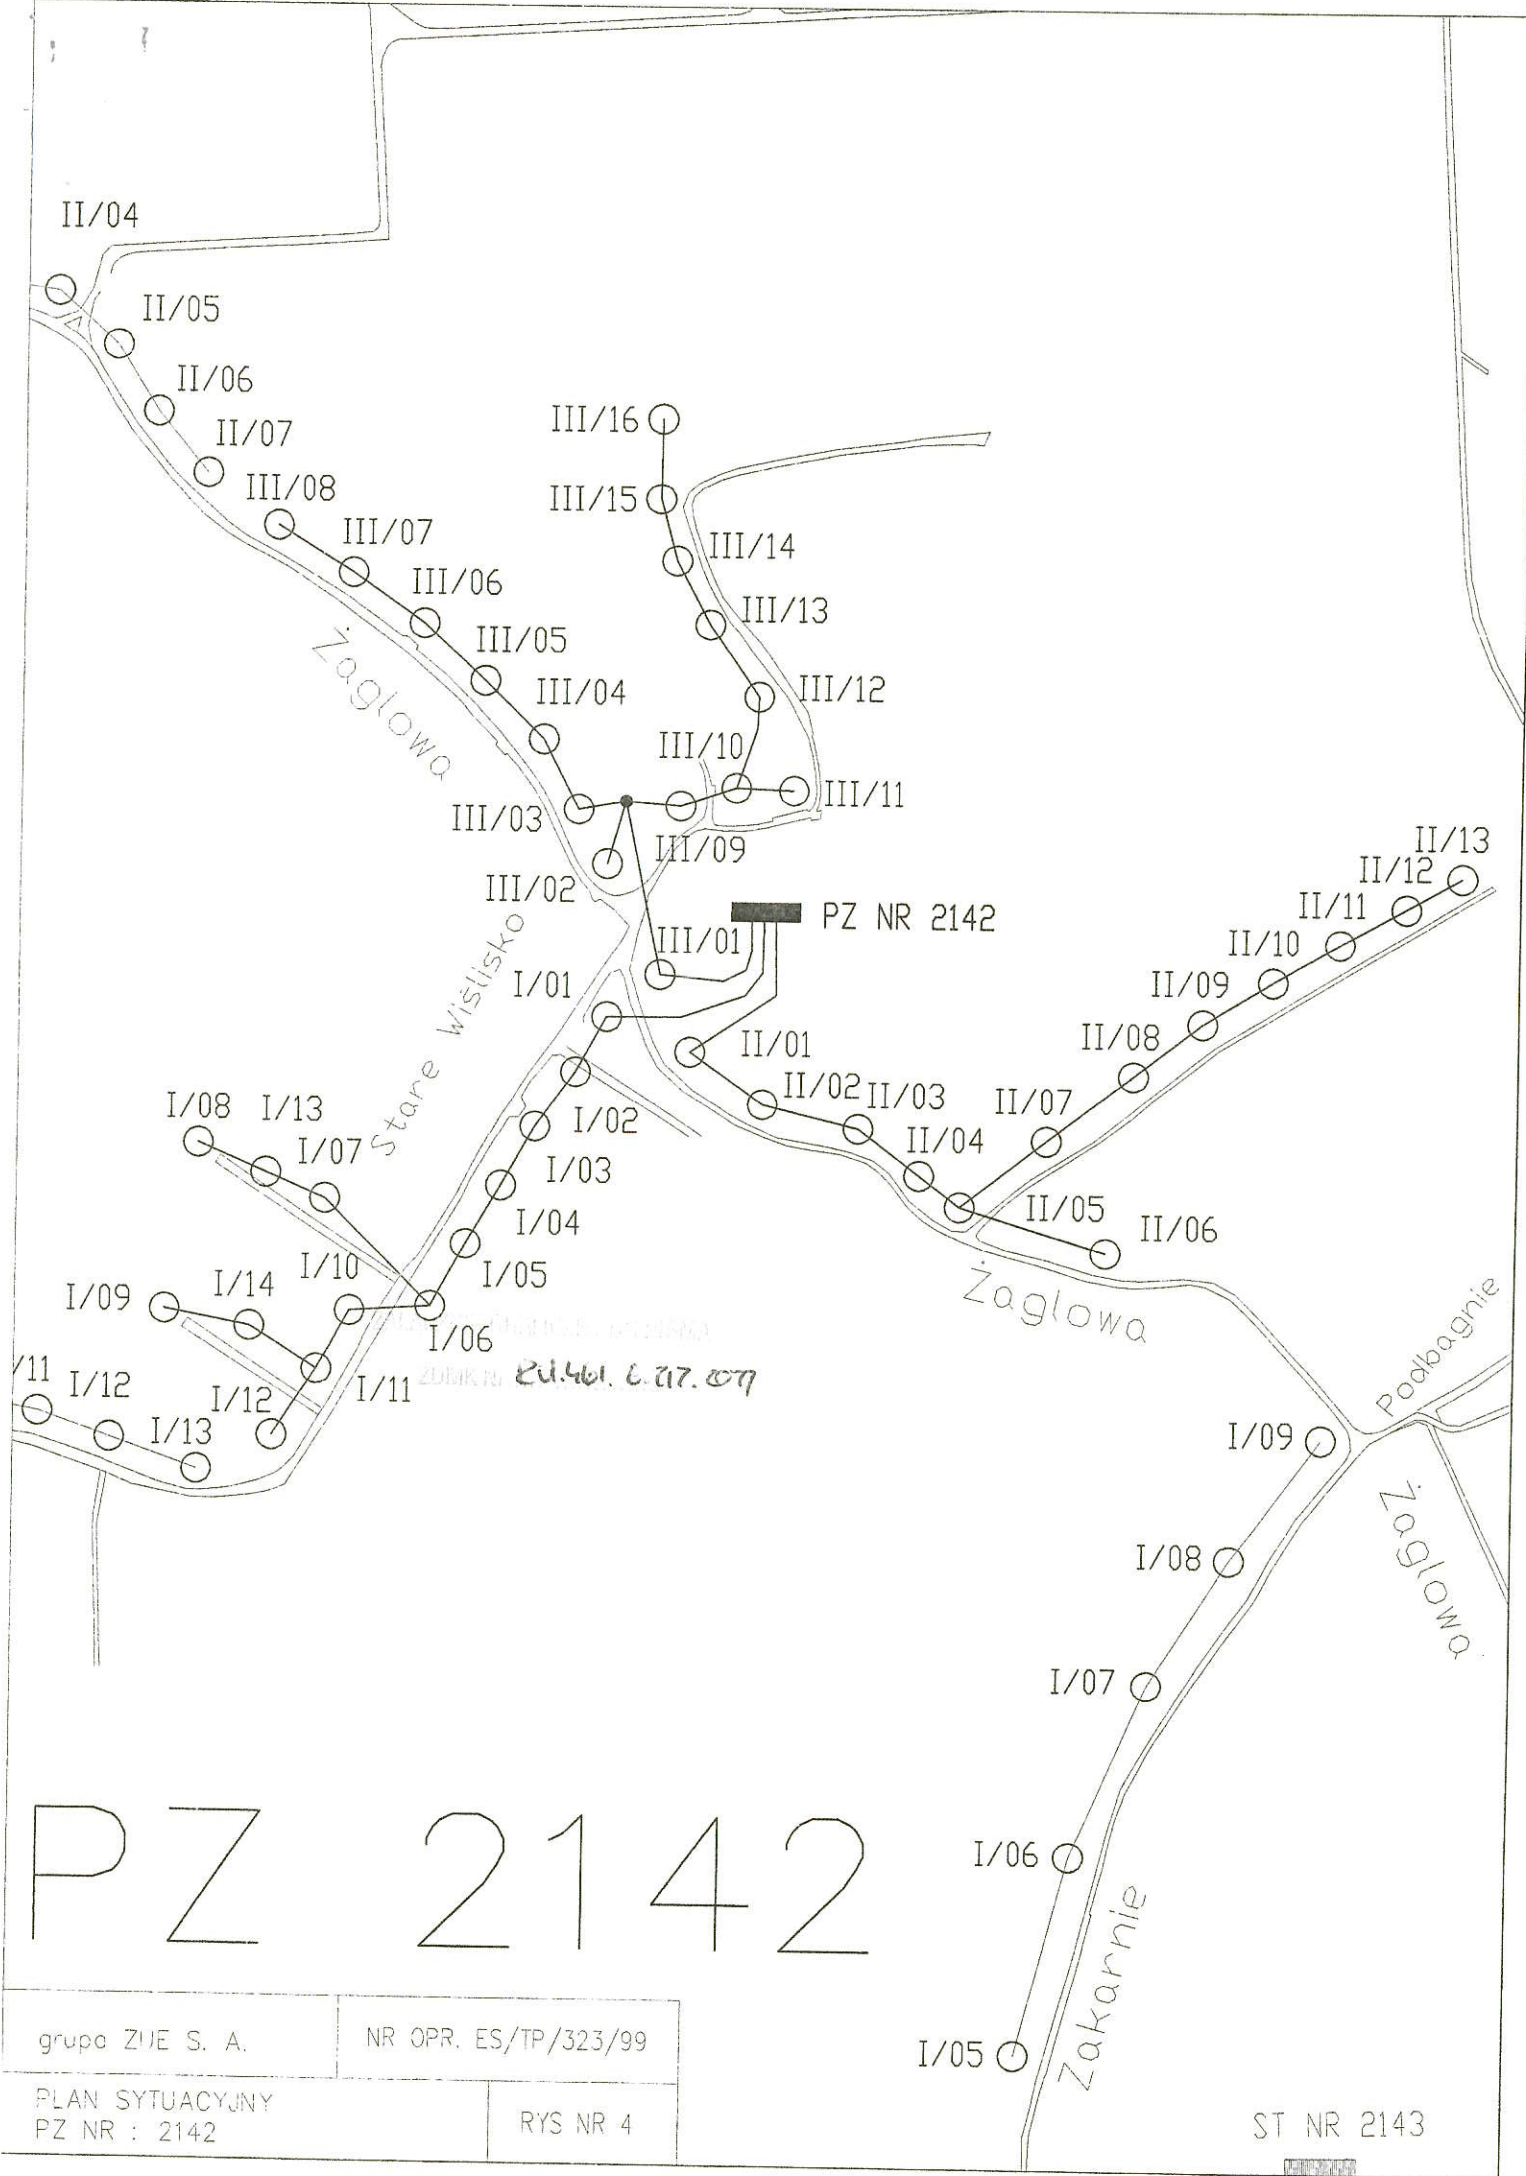 II/04
II/05
II/06
II/07
III/08
III/07
III/06
III/05
III/04
III/03
III/02
III/16
III/15
III/14
III/13
III/12
III/10
III/11
III/09
Żaglowa
PZ NR 2142
III/01
I/01
Stare Wiślisko
II/13
II/12
II/11
II/10
II/09
II/08
II/07
II/01
II/02
II/03
II/04
II/05
II/06
Żaglowa
I/02
I/03
I/04
I/05
I/06
I/08
I/13
I/07
I/10
I/14
I/09
I/11
I/12
/11
I/12
I/13
Podbagnie
Żaglowa
I/09
I/08
I/07
I/06
I/05
Zakarnie
PZ 2142
grupa ZUE S. A.
NR OPR. ES/TP/323/99
PLAN SYTUACYJNY
PZ NR : 2142
RYS NR 4
ST NR 2143